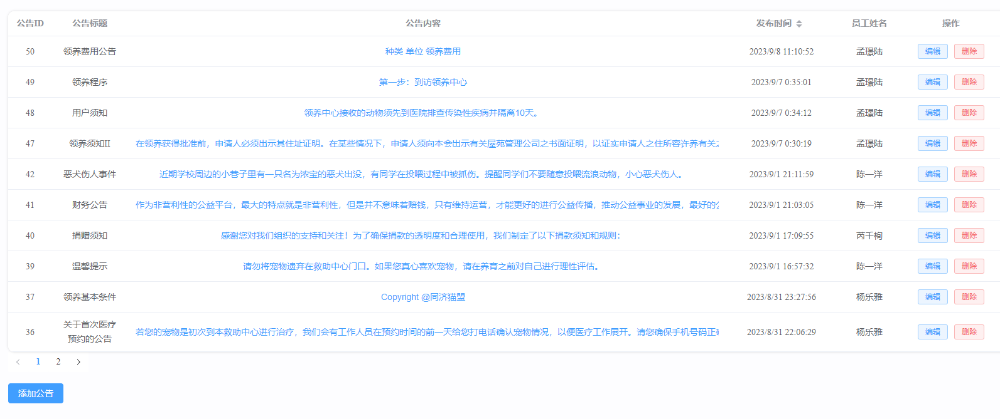 公告ID 公告标题 公告内容 发布时间 员工姓名 操作
50 领养费用公告 种类 单位 领养费用 2023/9/8 11:10:52 孟璟陆 编辑 删除
49 领养程序 第一步：到访领养中心 2023/9/7 0:35:01 孟璟陆 编辑 删除
48 用户须知 领养中心接收的动物须先到医院排查传染性疾病并隔离10天。 2023/9/7 0:34:12 孟璟陆 编辑 删除
47 领养须知II 在领养获得批准前，申请人必须出示其住址证明。在某些情况下，申请人须向本会出示有关屋苑管理公司之书面证明，以证实申请人之住所容许养有关 2023/9/7 0:30:19 孟璟陆 编辑 删除
42 恶犬伤人事件 近期学校周边的小巷子里有一只名为浓宝的恶犬出没，有同学在投喂过程中被抓伤。提醒同学们不要随意投喂流浪动物，小心恶犬伤人。 2023/9/1 21:11:59 陈一洋 编辑 删除
41 财务公告 作为非营利性的公益平台，最大的特点就是非营利性，但是并不意味着赔钱，只有维持运营，才能更好的进行公益传播，推动公益事业的发展，最好的 2023/9/1 21:03:05 陈一洋 编辑 删除
40 捐赠须知 感谢您对我们组织的支持和关注！为了确保捐款的透明度和合理使用，我们制定了以下捐款须知和规则： 2023/9/1 17:09:55 芮千栒 编辑 删除
39 温馨提示 请勿将宠物遗弃在救助中心门口。如果您真心喜欢宠物，请在养育之前对自己进行理性评估。 2023/9/1 16:57:32 陈一洋 编辑 删除
37 领养基本条件 Copyright @同济猫盟 2023/8/31 23:27:56 杨乐雅 编辑 删除
关于首次医疗
36 预约的公告 若您的宠物是初次到本救助中心进行治疗，我们会有工作人员在预约时间的前一天给您打电话确认宠物情况，以便医疗工作展开。请您确保手机号码正 2023/8/31 22:06:29 杨乐雅 编辑 删除
1 2
添加公告